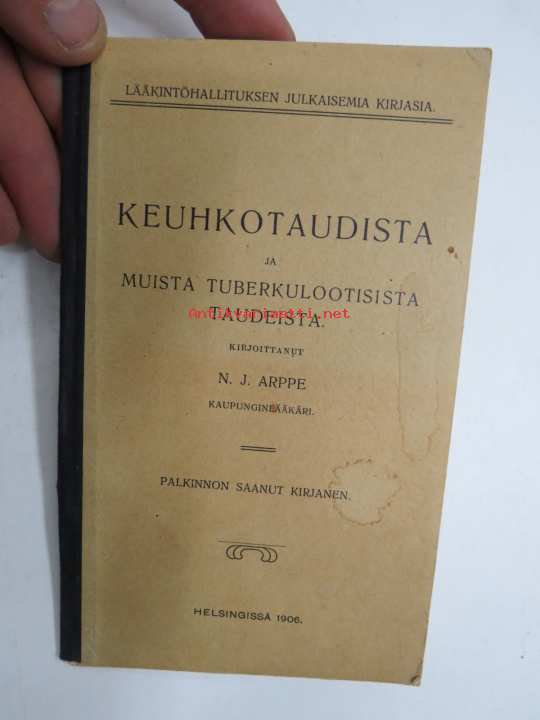 LÄÄKINTÖHALLITUKSEN JULKAISEMIA KIRJASIA.
KEUHKOTAUDISTA
JA
MUISTA TUBERKULOOTISISTA
TAUDEISTA.
Antikvariaatti.net
KIRJOITTANUT
N. J. ARPPE
KAUPUNGINLÄÄKÄRI.
PALKINNON SAANUT KIRJANEN.
HELSINGISSÄ 1906.